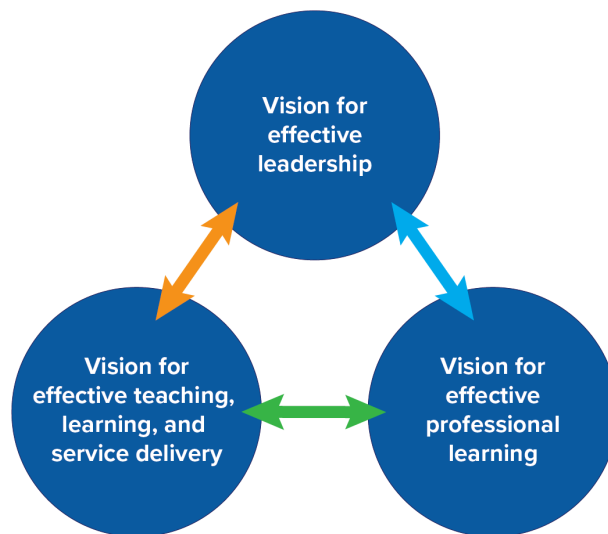 Vision for
effective
leadership
Vision for
effective teaching,
learning, and
service delivery
Vision for
effective
professional
learning